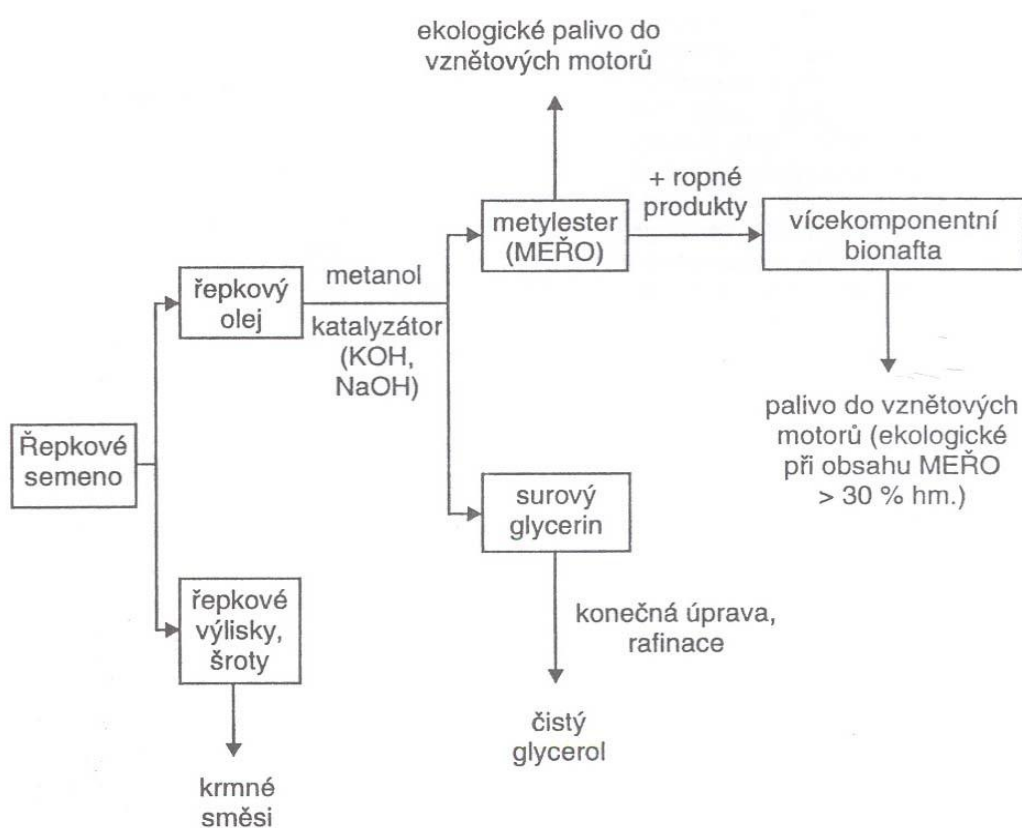 ekologické palivo do
vznětových motorů
+ ropné
produkty
metylester
(MEŘO)
vícekomponentní
bionafta
řepkový
olej
metanol
katalyzátor
(KOH,
NaOH)
palivo do vznětových
motorů (ekologické
při obsahu MEŘO
> 30 % hm.)
Řepkové
semeno
surový
glycerin
řepkové
výlisky,
šroty
konečná úprava,
rafinace
čistý
glycerol
krmné
směsi